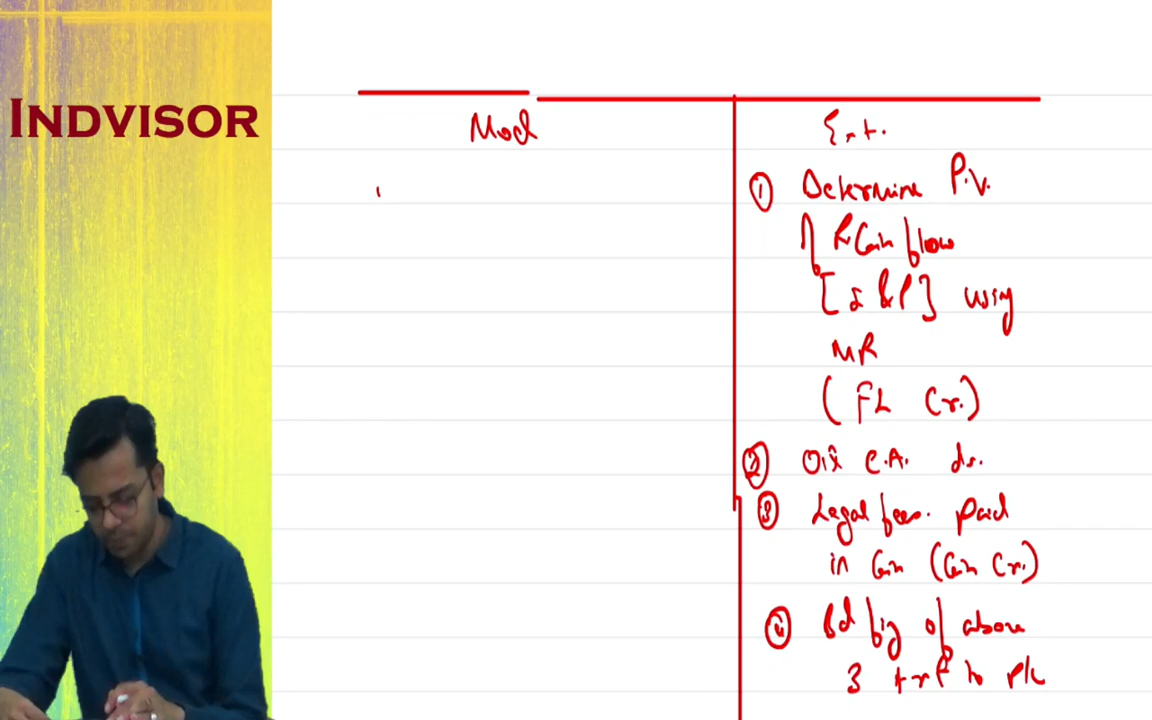 INDVISOR
Mod
Ext.
① Determine P.V.
of R Cash flow
[I & P] using
MR
(FL Cr.)
② C.A. dr.
③ Legal fees. paid
in Cash (Cash Cr.)
④ Bal fig of above
3 trf to P/L